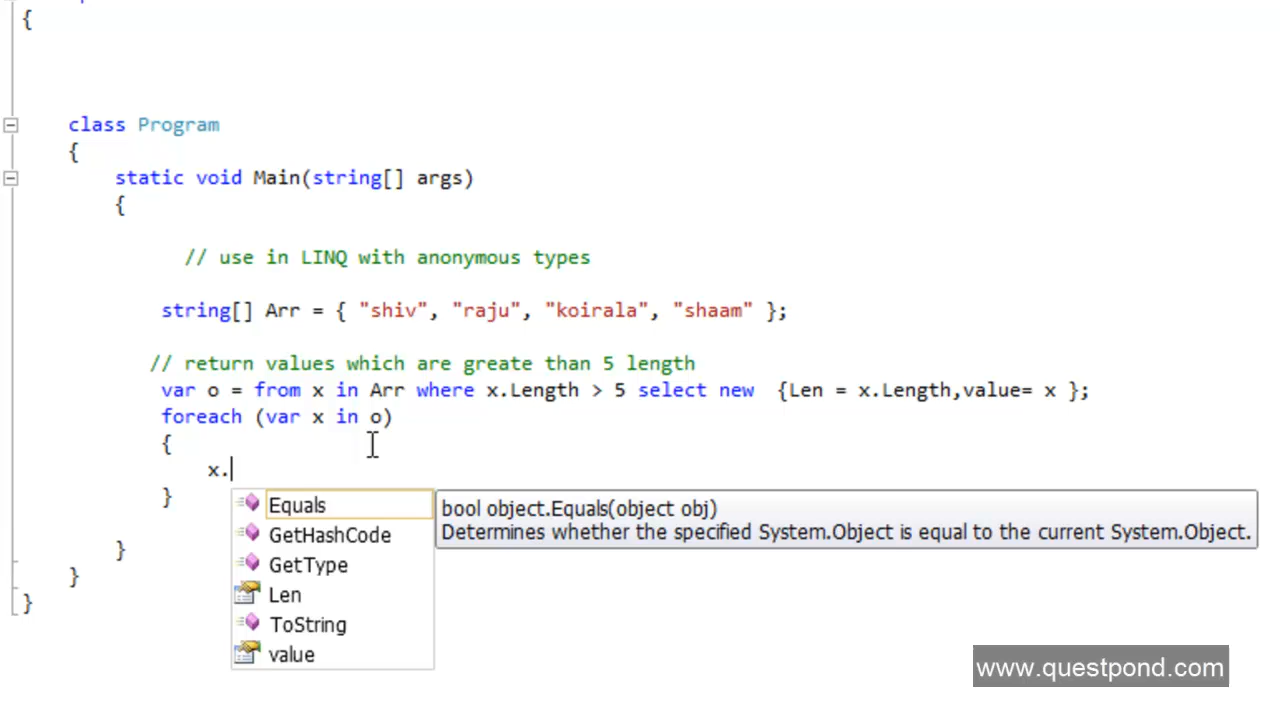 {
class Program
{
static void Main(string[] args)
{
// use in LINQ with anonymous types
string[] Arr = { "shiv", "raju", "koirala", "shaam" };
// return values which are greate than 5 length
var o = from x in Arr where x.Length > 5 select new  {Len = x.Length,value= x };
foreach (var x in o)
{
x.
}
Equals
GetHashCode
GetType
Len
ToString
value
bool object.Equals(object obj)
Determines whether the specified System.Object is equal to the current System.Object.
}
}
}
www.questpond.com